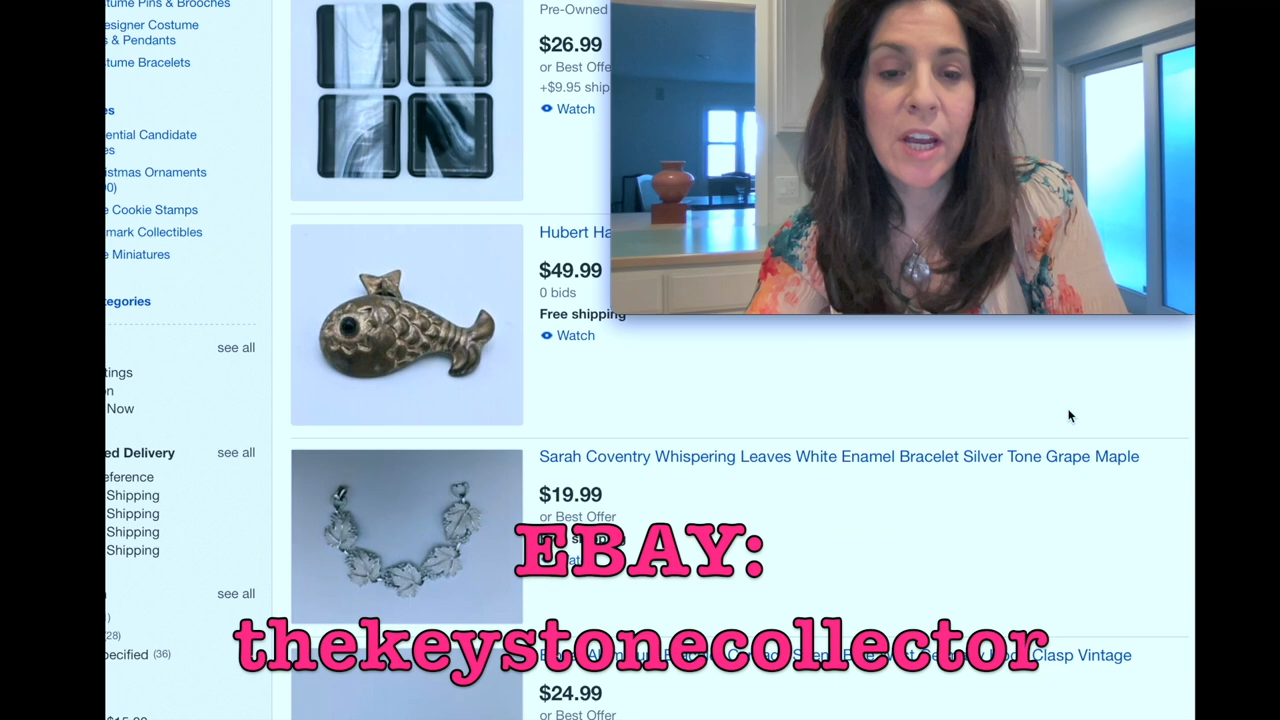 tume Pins & Brooches
esigner Costume
s & Pendants
tume Bracelets
es
ential Candidate
es
istmas Ornaments
0)
e Cookie Stamps
mark Collectibles
e Miniatures
tegories
see all
tings
on
Now
ed Delivery
see all
eference
Shipping
Shipping
Shipping
Shipping
see all
(28)
pecified (36)
Pre-Owned
$26.99
or Best Offe
+$9.95 ship
Watch
Hubert Ha
$49.99
0 bids
Free shipping
Watch
Sarah Coventry Whispering Leaves White Enamel Bracelet Silver Tone Grape Maple
$19.99
or Best Offer
Clasp Vintage
$24.99
or Best Offer
EBAY:
thekeystonecollector